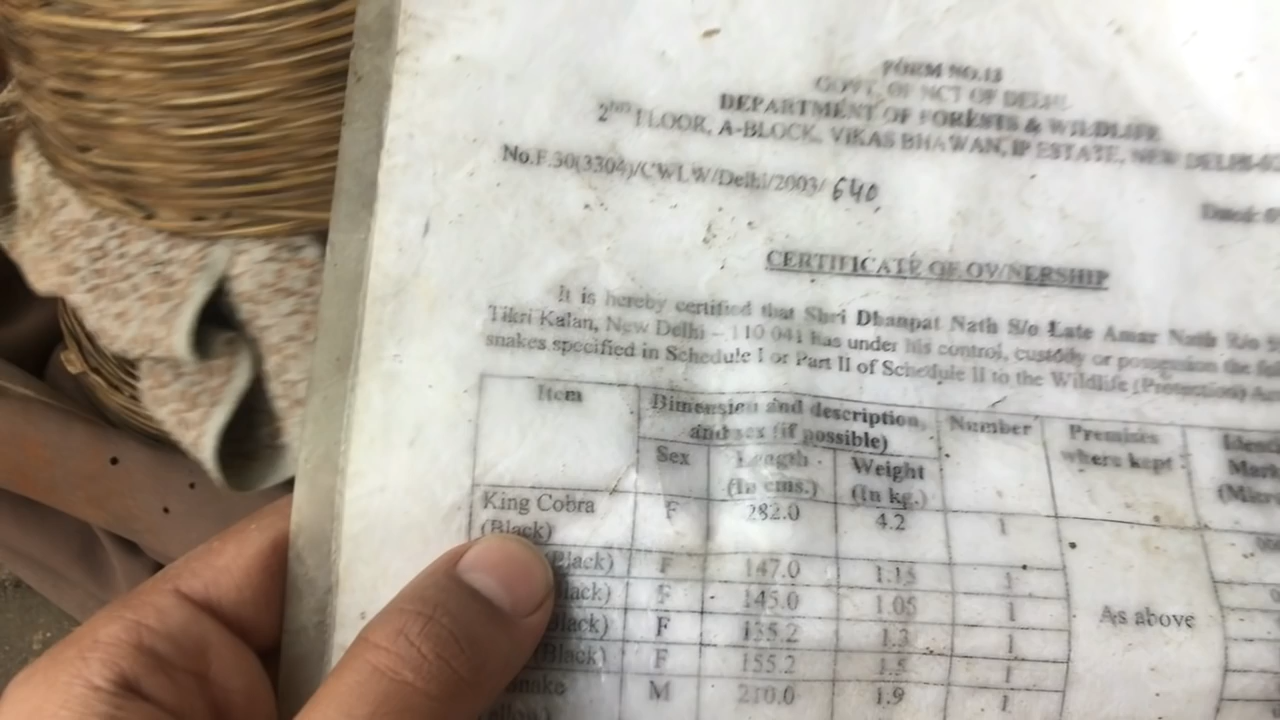 FORM NO.18
GOVT. OF NCT OF DELHI
DEPARTMENT OF FORESTS & WILDLIFE
2ND FLOOR, A-BLOCK, VIKAS BHAWAN, IP ESTATE, NEW DELHI-
No.F.30(3304)/CWLW/Delhi/2003/ 640
Dated:
CERTIFICATE OF OWNERSHIP
It is hereby certified that Shri Dhanpat Nath S/o Late Amar Nath R/o
Tikri Kalan, New Delhi – 110 041 has under his control, custody or possession the
snakes specified in Schedule I or Part II of Schedule II to the Wildlife (Protection)
Item Dimension and description and sex (if possible) Number Premises where kept
Sex Length (In cms.) Weight (In kg.)
King Cobra (Black) F 282.0 4.2 1 As above
Black) F 147.0 1.15 1
lack) F 145.0 1.05 1
lack) F 135.2 1.3 1
(Black) F 155.2 1.5 1
snake M 210.0 1.9 1